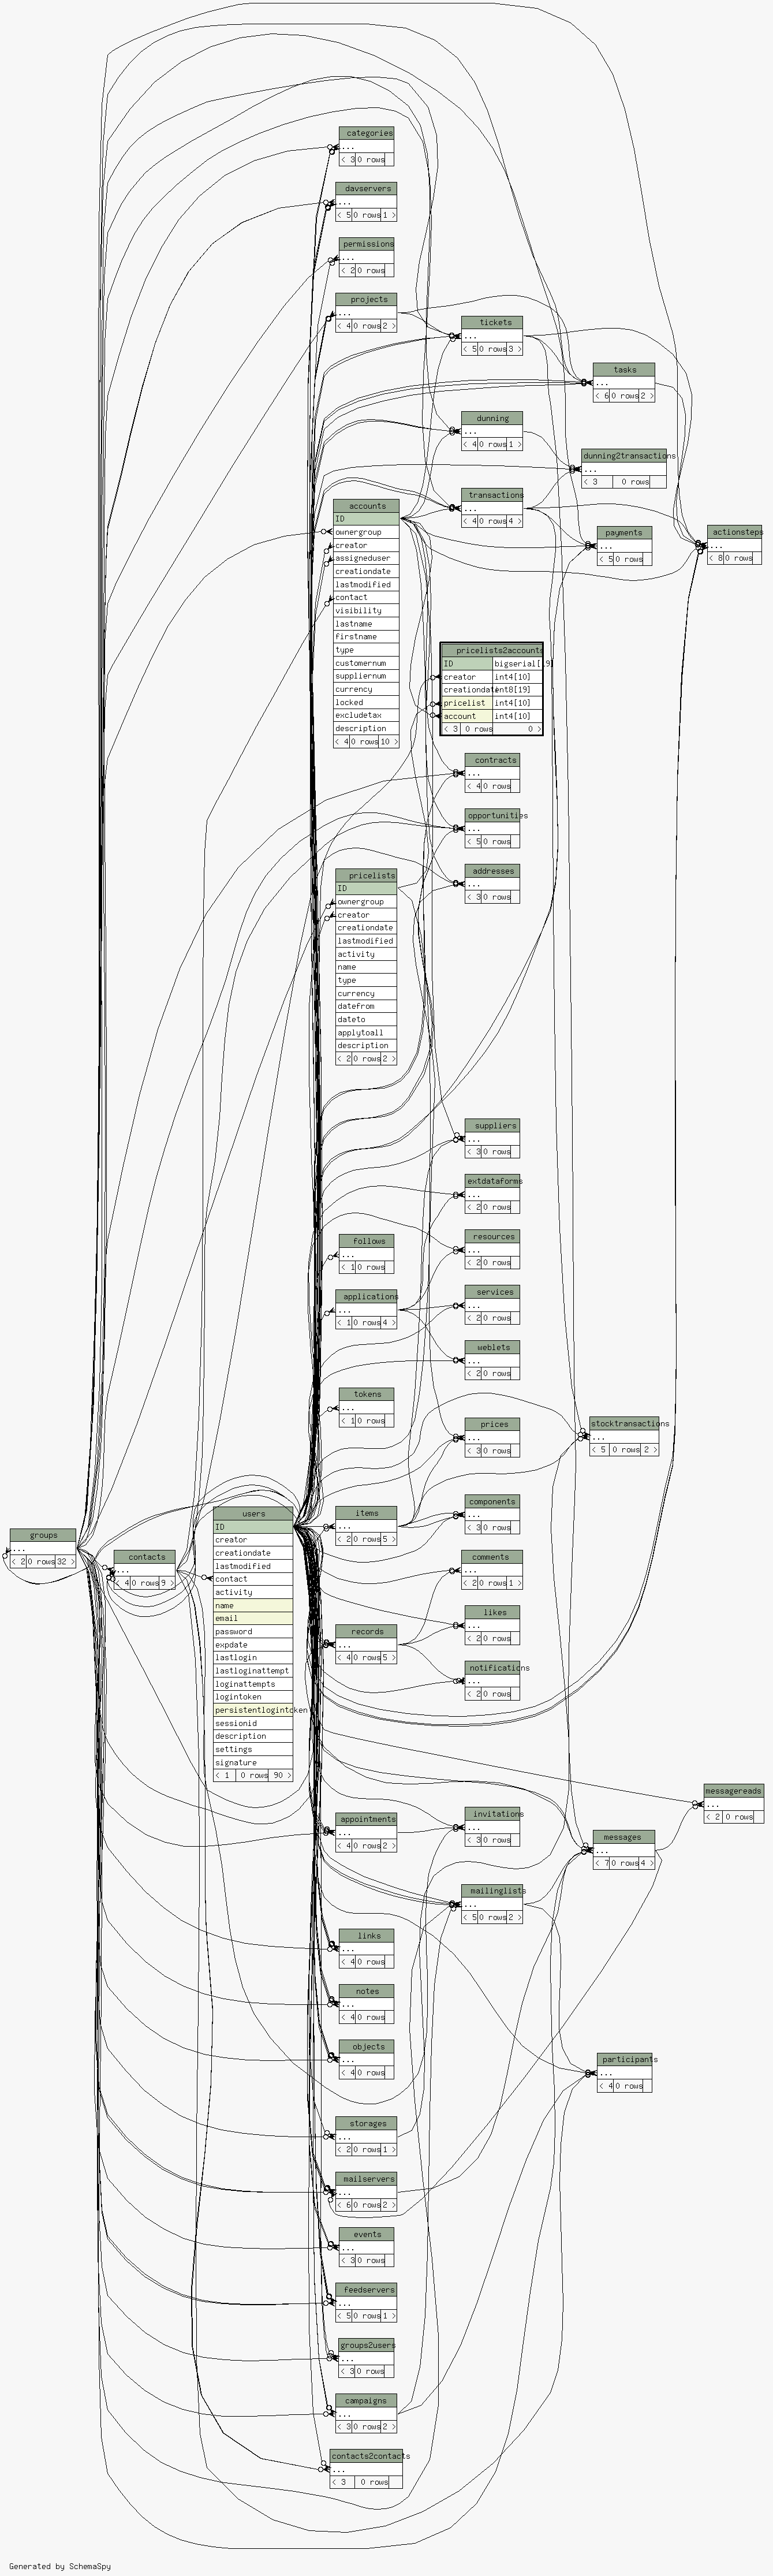 categories
...
< 3 0 rows
davservers
...
< 5 0 rows 1 >
permissions
...
< 2 0 rows
projects
...
< 4 0 rows 2 >
tickets
...
< 5 0 rows 3 >
tasks
...
< 6 0 rows 2 >
dunning
...
< 4 0 rows 1 >
dunning2transactions
...
< 3 0 rows
transactions
...
< 4 0 rows 4 >
payments
...
< 5 0 rows
actionsteps
...
< 8 0 rows
accounts
ID
ownergroup
creator
assigneduser
creationdate
lastmodified
contact
visibility
lastname
firstname
type
customernum
suppliernum
currency
locked
excludetax
description
< 4 0 rows 10 >
pricelists2accounts
ID bigserial[19]
creator int4[10]
creationdate int8[19]
pricelist int4[10]
account int4[10]
< 3 0 rows 0 >
contracts
...
< 4 0 rows
opportunities
...
< 5 0 rows
addresses
...
< 3 0 rows
pricelists
ID
ownergroup
creator
creationdate
lastmodified
activity
name
type
currency
datefrom
dateto
applytoall
description
< 2 0 rows 2 >
suppliers
...
< 3 0 rows
extdataforms
...
< 2 0 rows
resources
...
< 2 0 rows
follows
...
< 1 0 rows
applications
...
< 1 0 rows 4 >
services
...
< 2 0 rows
weblets
...
< 2 0 rows
tokens
...
< 1 0 rows
prices
...
< 3 0 rows
stocktransactions
...
< 5 0 rows 2 >
groups
...
< 2 0 rows 32 >
contacts
...
< 4 0 rows 9 >
users
ID
creator
creationdate
lastmodified
contact
activity
name
email
password
expdate
lastlogin
lastloginattempt
loginattempts
logintoken
persistentlogintoken
sessionid
description
settings
signature
< 1 0 rows 90 >
items
...
< 2 0 rows 5 >
components
...
< 3 0 rows
comments
...
< 2 0 rows 1 >
likes
...
< 2 0 rows
records
...
< 4 0 rows 5 >
notifications
...
< 2 0 rows
messagereads
...
< 2 0 rows
appointments
...
< 4 0 rows 2 >
invitations
...
< 3 0 rows
messages
...
< 7 0 rows 4 >
mailinglists
...
< 5 0 rows 2 >
links
...
< 4 0 rows
notes
...
< 4 0 rows
objects
...
< 4 0 rows
participants
...
< 4 0 rows
storages
...
< 2 0 rows 1 >
mailservers
...
< 6 0 rows 2 >
events
...
< 3 0 rows
feedservers
...
< 5 0 rows 1 >
groups2users
...
< 3 0 rows
campaigns
...
< 3 0 rows 2 >
contacts2contacts
...
< 3 0 rows
Generated by SchemaSpy